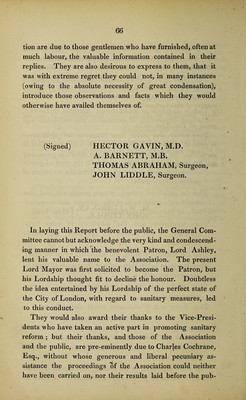 66
tion are due to those gentlemen who have furnished, often at
much labour, the valuable information contained in their
replies. They are also desirous to express to them, that it
was with extreme regret they could not, in many instances
(owing to the absolute necessity of great condensation),
introduce those observations and facts which they would
otherwise have availed themselves of.
(Signed) HECTOR GAVIN, M.D.
A. BARNETT, M.B.
THOMAS ABRAHAM, Surgeon,
JOHN LIDDLE, Surgeon.
In laying this Report before the public, the General Com-
mittee cannot but acknowledge the very kind and condescend-
ing manner in which the benevolent Patron, Lord Ashley,
lent his valuable name to the Association. The present
Lord Mayor was first solicited to become the Patron, but
his Lordship thought fit to decline the honour. Doubtless
the idea entertained by his Lordship of the perfect state of
the City of London, with regard to sanitary measures, led
to this conduct.
They would also award their thanks to the Vice-Presi-
dents who have taken an active part in promoting sanitary
reform; but their thanks, and those of the Association
and the public, are pre-eminently due to Charles Cochrane,
Esq., without whose generous and liberal pecuniary as-
sistance the proceedings of the Association could neither
have been carried on, nor their results laid before the pub-